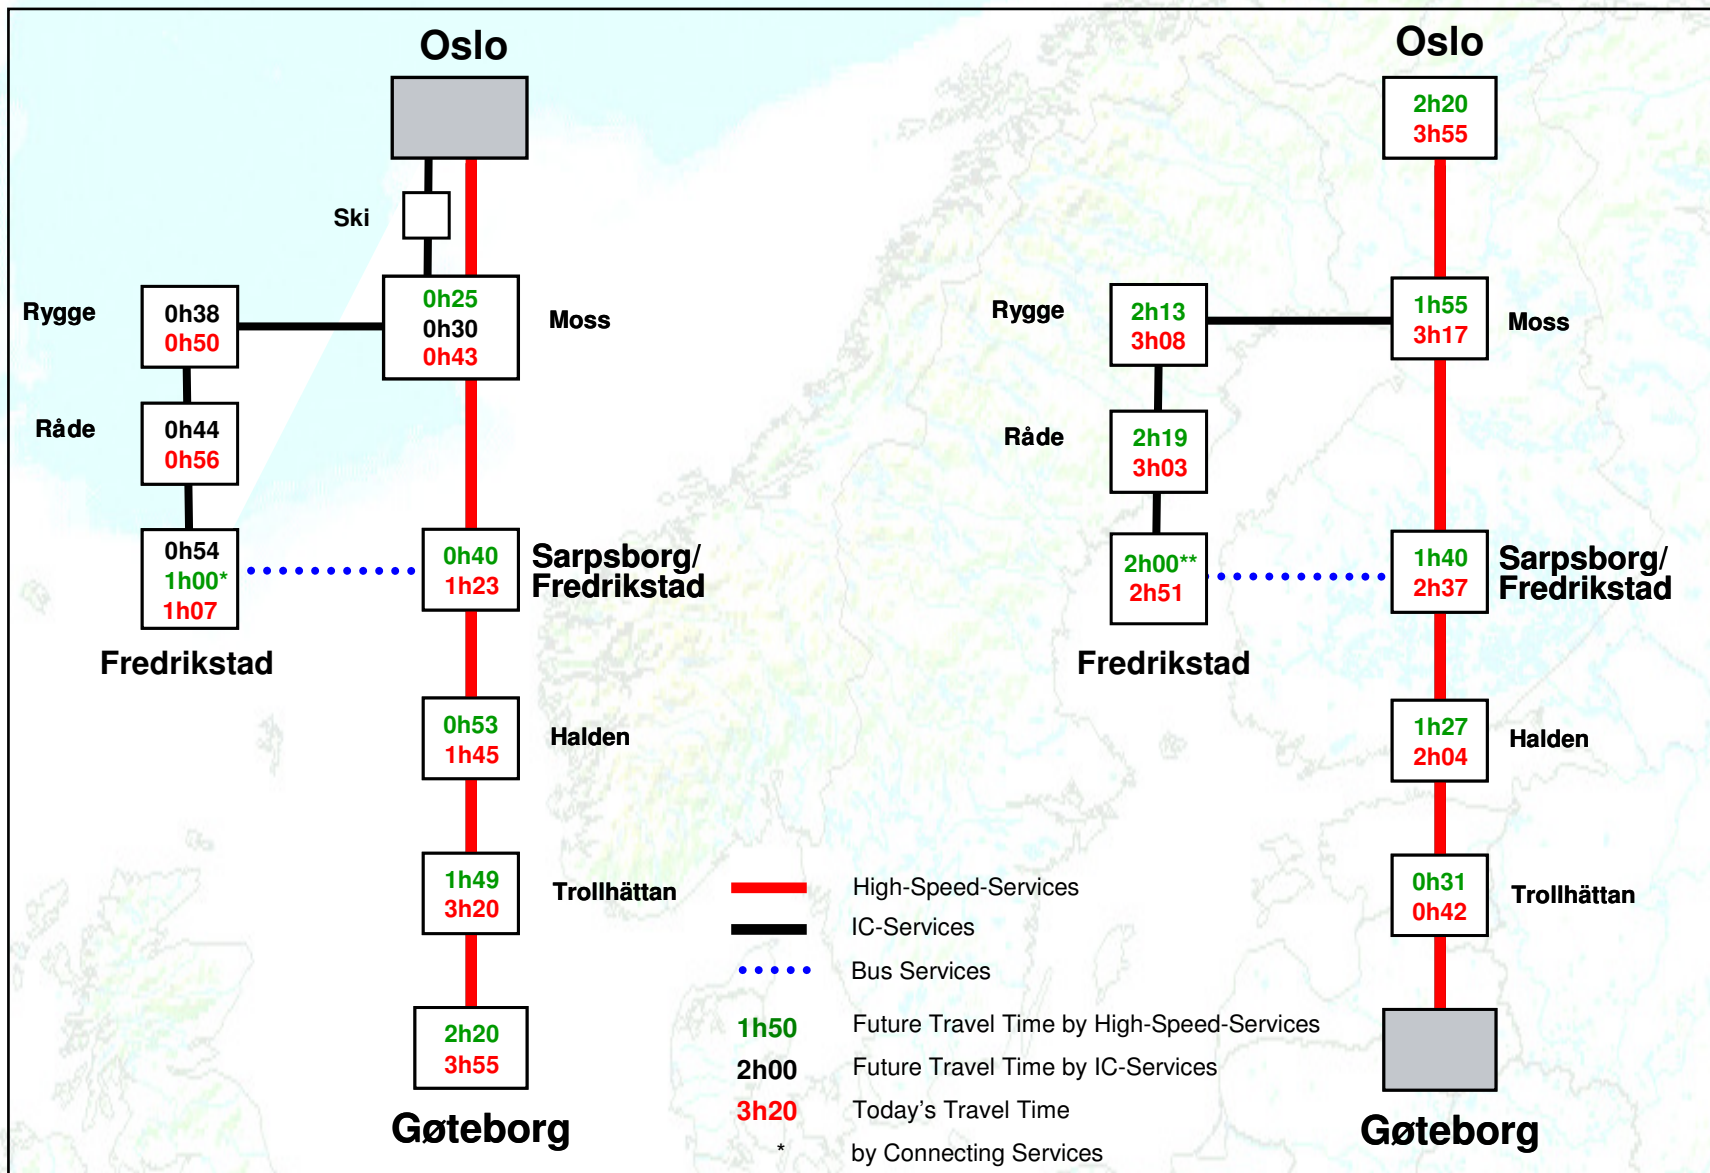 Oslo
Ski
Rygge
0h38
0h50
0h25
0h30
0h43
Moss
Råde
0h44
0h56
0h54
1h00*
1h07
Fredrikstad
0h40
1h23
Sarpsborg/
Fredrikstad
0h53
1h45
Halden
1h49
3h20
Trollhättan
2h20
3h55
Gøteborg
High-Speed-Services
IC-Services
Bus Services
1h50 Future Travel Time by High-Speed-Services
2h00 Future Travel Time by IC-Services
3h20 Today's Travel Time
* by Connecting Services
Oslo
2h20
3h55
Rygge
2h13
3h08
1h55
3h17
Moss
Råde
2h19
3h03
2h00**
2h51
Fredrikstad
1h40
2h37
Sarpsborg/
Fredrikstad
1h27
2h04
Halden
0h31
0h42
Trollhättan
Gøteborg